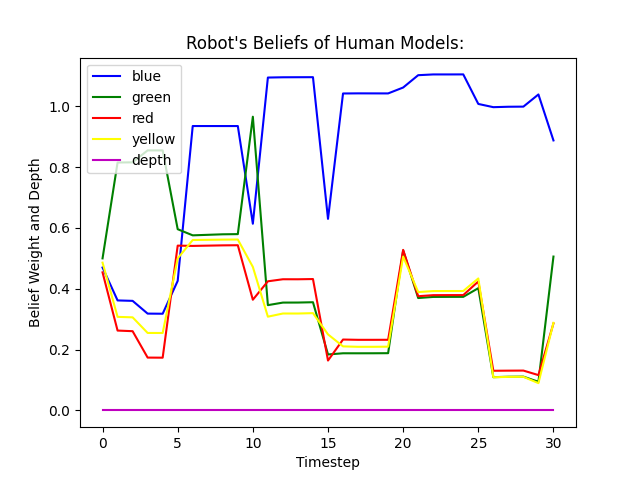 Robot's Beliefs of Human Models:
blue
green
red
yellow
depth
Belief Weight and Depth
1.0
0.8
0.6
0.4
0.2
0.0
0 5 10 15 20 25 30
Timestep